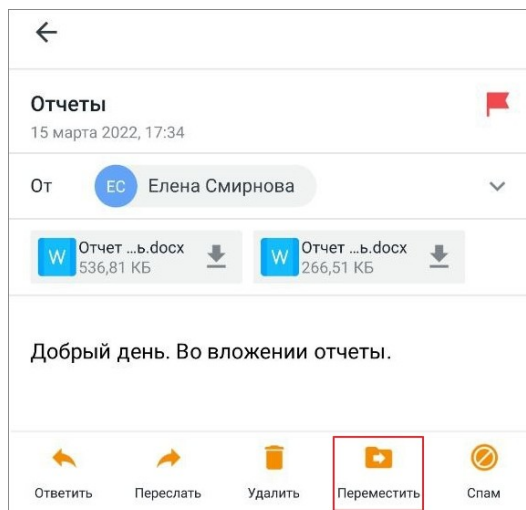 Отчеты
15 марта 2022, 17:34
От ЕС Елена Смирнова
W Отчет ...ь.docx W Отчет ...ь.docx
536,81 КБ 266,51 КБ
Добрый день. Во вложении отчеты.
Ответить Переслать Удалить Переместить Спам